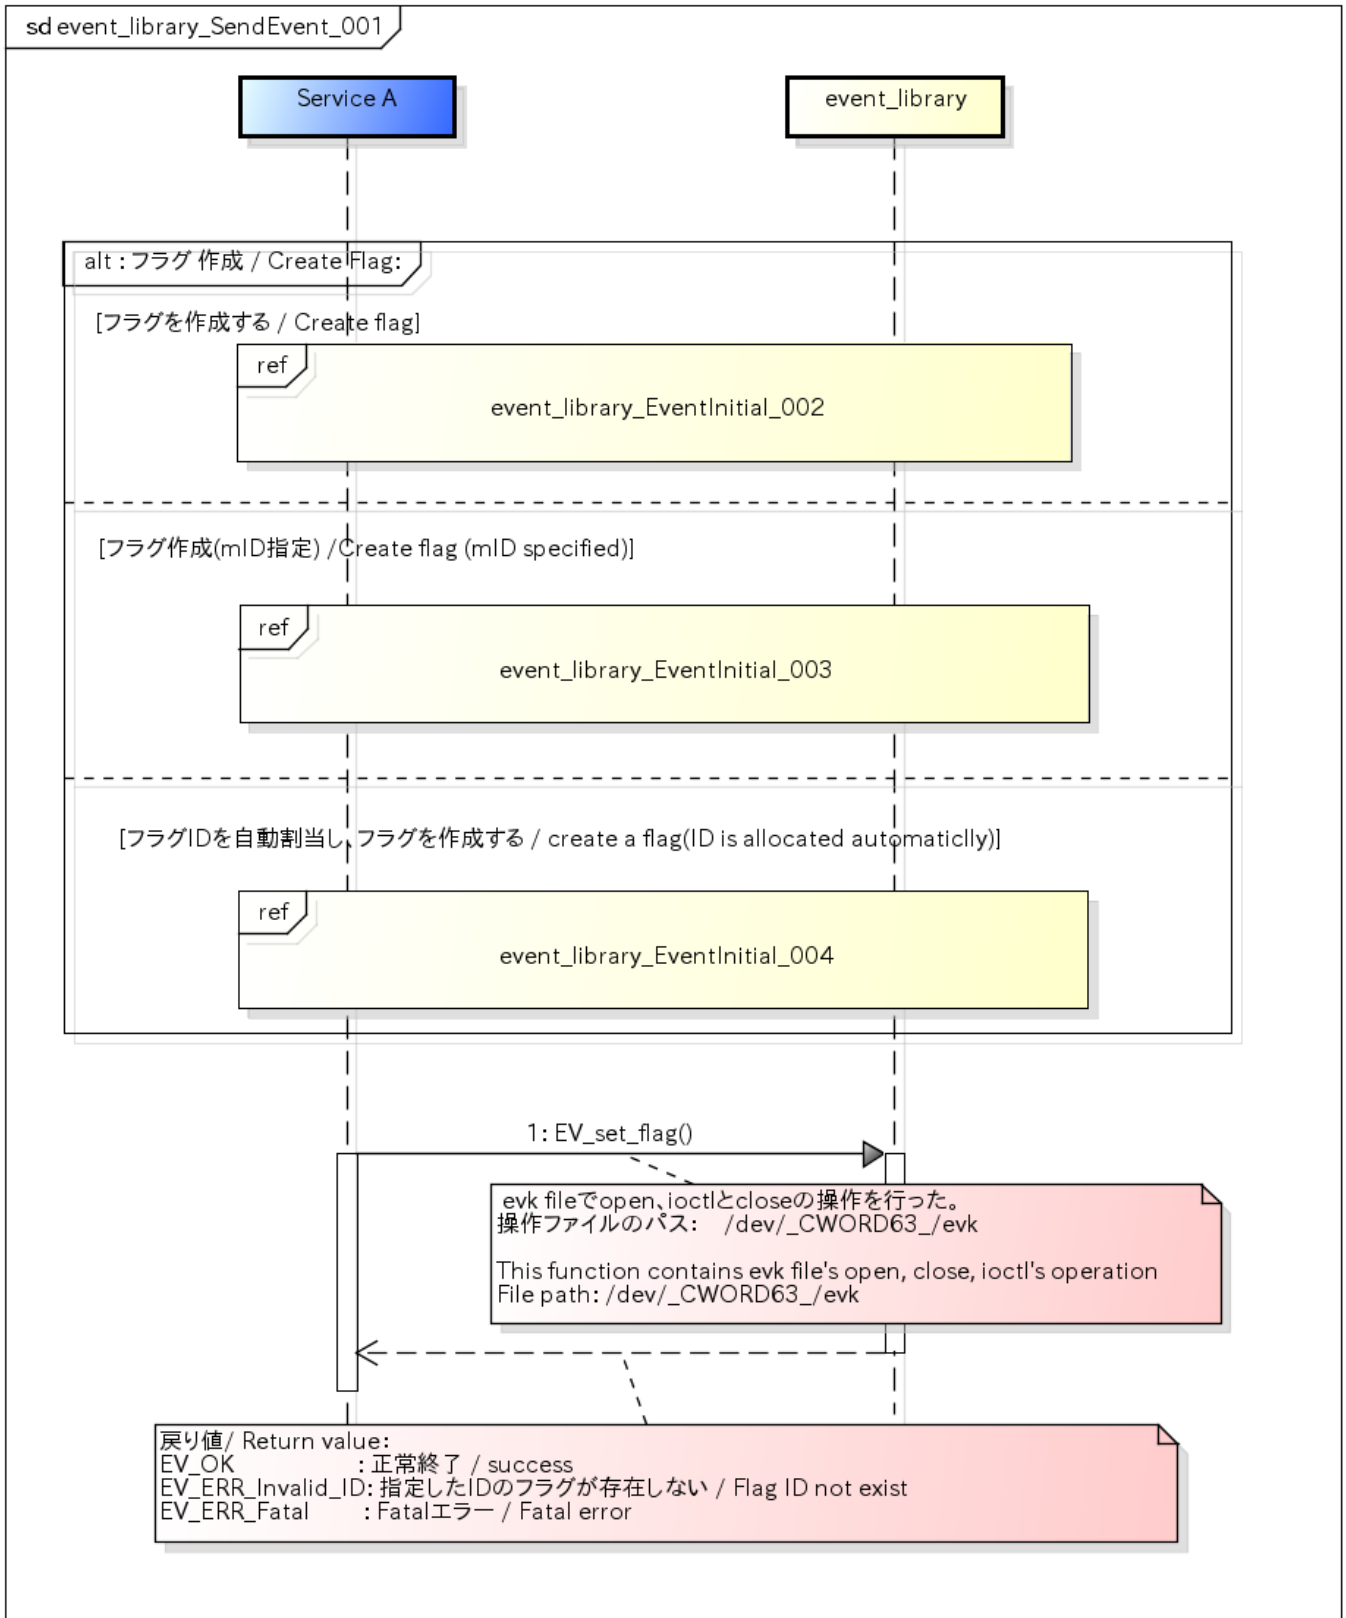 sd event_library_SendEvent_001
Service A
event_library
alt : フラグ 作成 / Create Flag:
[フラグを作成する / Create flag]
ref
event_library_EventInitial_002
[フラグ作成(mID指定) /Create flag (mID specified)]
ref
event_library_EventInitial_003
[フラグIDを自動割当し、フラグを作成する / create a flag(ID is allocated automaticlly)]
ref
event_library_EventInitial_004
1: EV_set_flag()
evk fileでopen、ioctlとcloseの操作を行った。
操作ファイルのパス: /dev/_CWORD63_/evk
This function contains evk file's open, close, ioctl's operation
File path: /dev/_CWORD63_/evk
戻り値/ Return value:
EV_OK : 正常終了 / success
EV_ERR_Invalid_ID: 指定したIDのフラグが存在しない / Flag ID not exist
EV_ERR_Fatal : Fatalエラー / Fatal error